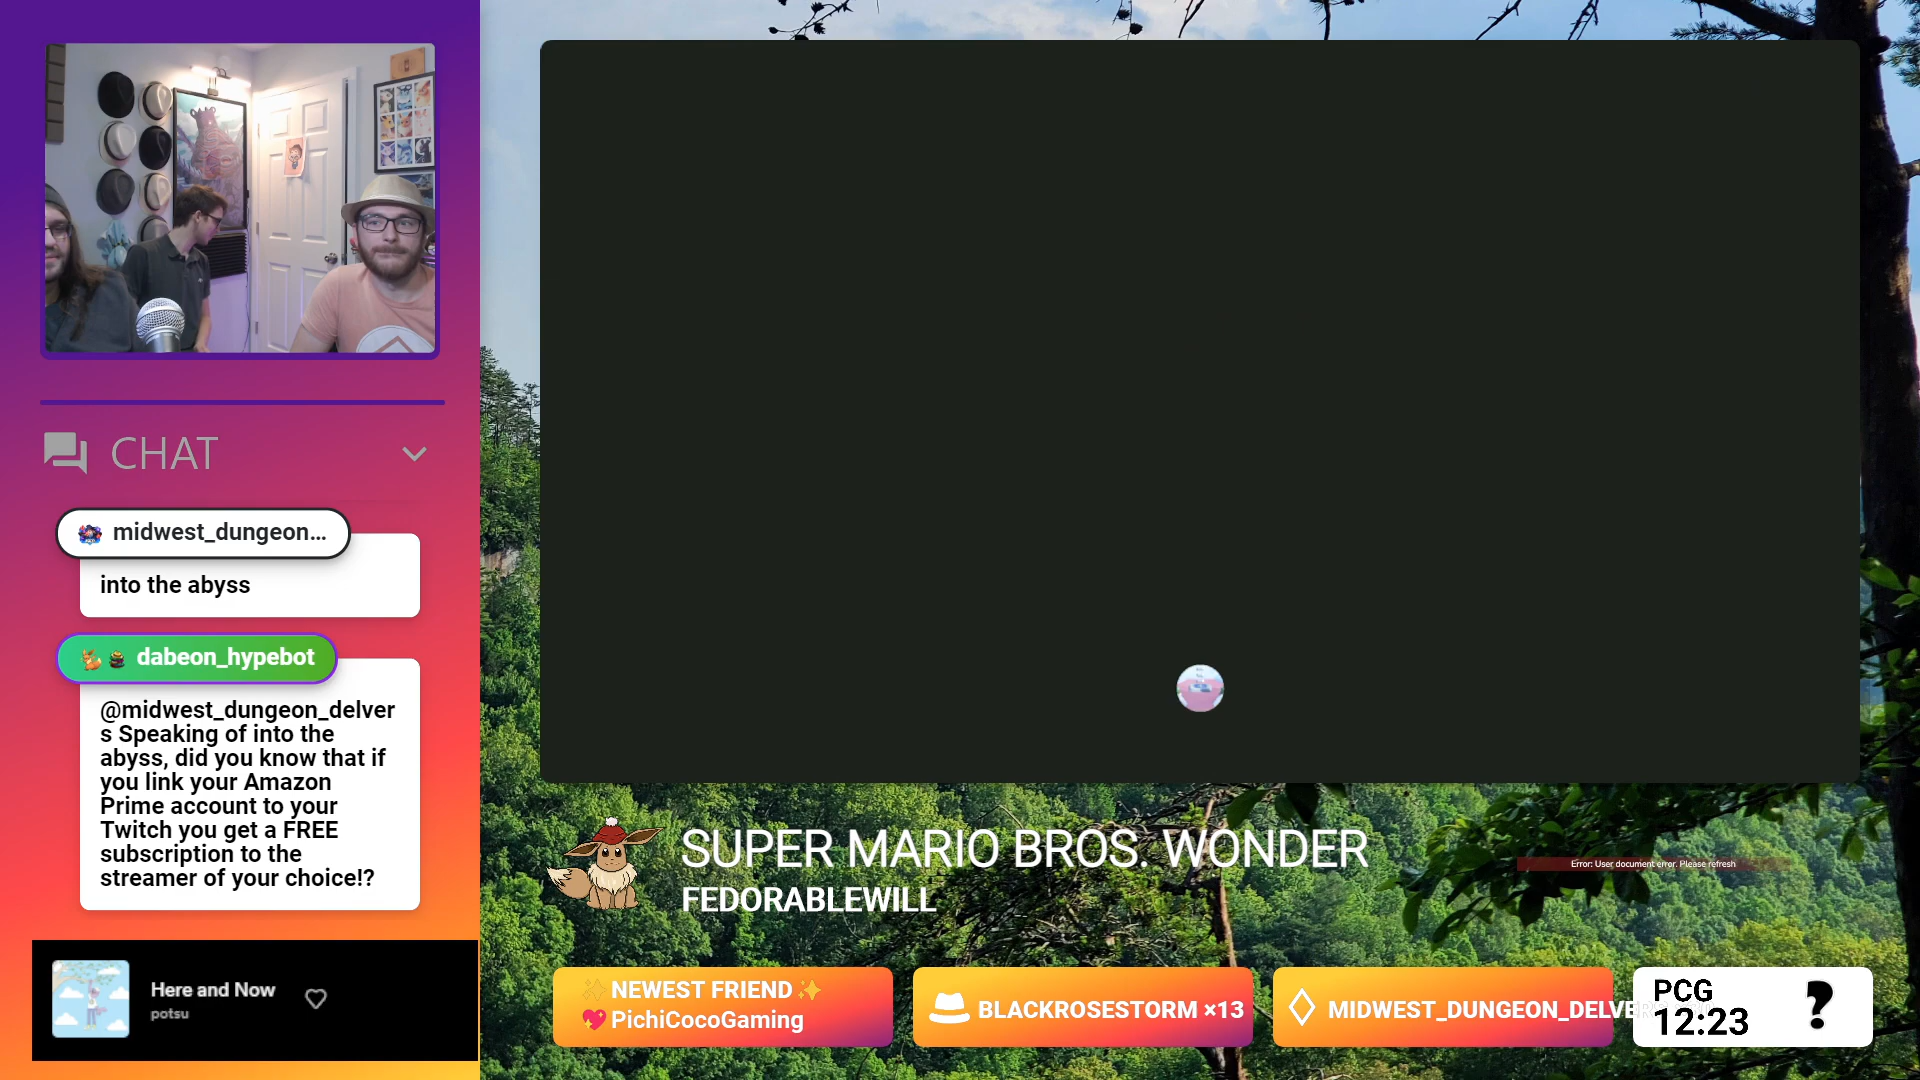 CHAT
midwest_dungeon...
into the abyss
dabeon_hypebot
@midwest_dungeon_delver
s Speaking of into the
abyss, did you know that if
you link your Amazon
Prime account to your
Twitch you get a FREE
subscription to the
streamer of your choice!?
Here and Now
potsu
SUPER MARIO BROS. WONDER
FEDORABLEWILL
Error: User document error. Please refresh
✨ NEWEST FRIEND ✨
💖 PichiCocoGaming
BLACKROSESTORM ×13
MIDWEST_DUNGEON_DELVE
PCG
12:23
?